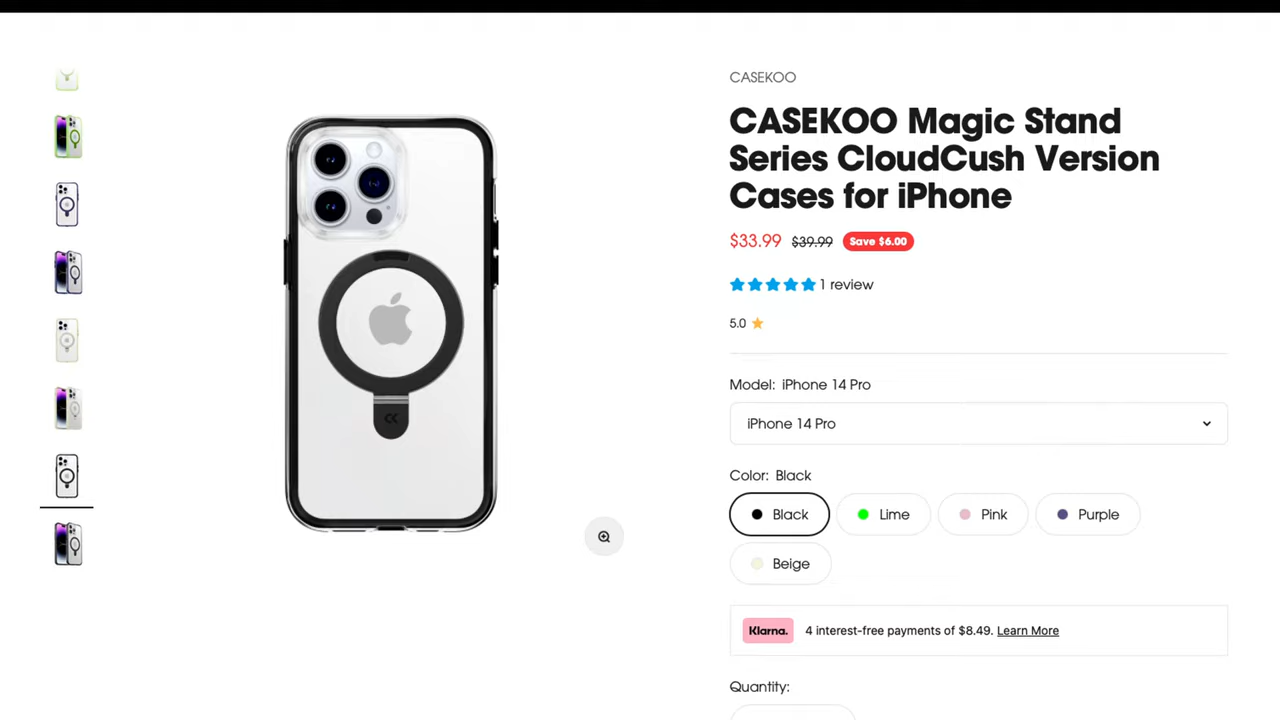 CASEKOO
CASEKOO Magic Stand
Series CloudCush Version
Cases for iPhone
$33.99 $39.99 Save $6.00
1 review
5.0
Model: iPhone 14 Pro
iPhone 14 Pro
Color: Black
Black Lime Pink Purple
Beige
Klarna. 4 interest-free payments of $8.49. Learn More
Quantity:
CK